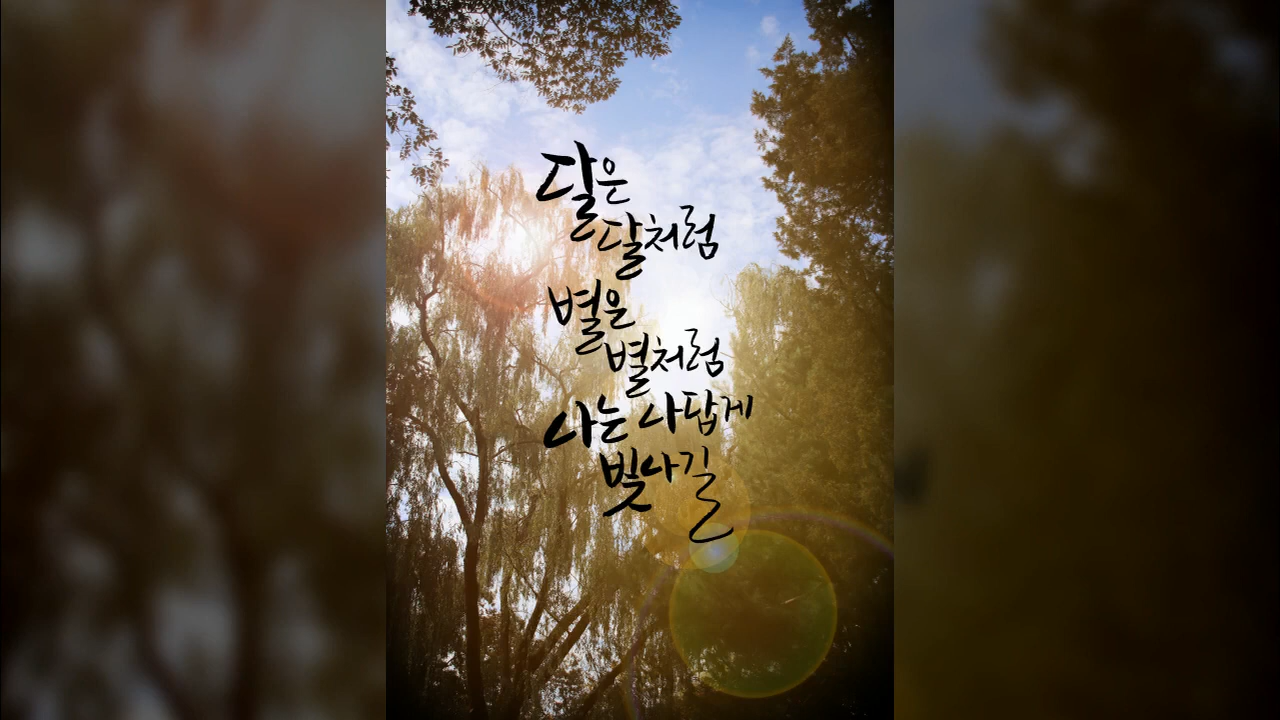 달은
달처럼
별은
별처럼
나는 나답게
빛나길